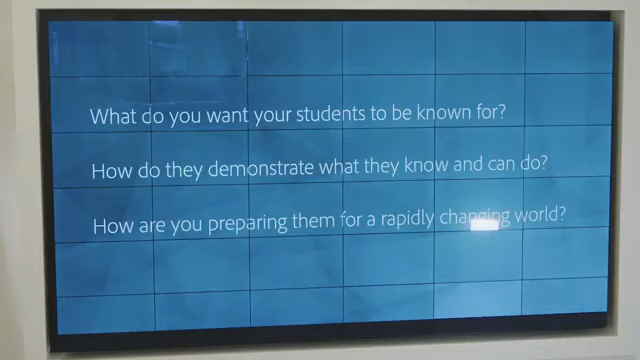 What do you want your students to be known for?
How do they demonstrate what they know and can do?
How are you preparing them for a rapidly changing world?